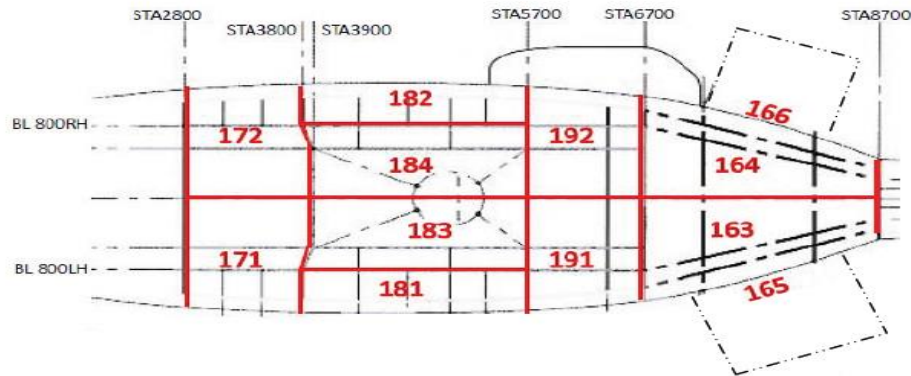 STA2800
STA3800
STA3900
STA5700
STA6700
STA8700
182
166
BL 800RH
172
192
184
164
183
163
171
191
BL 800LH
181
165